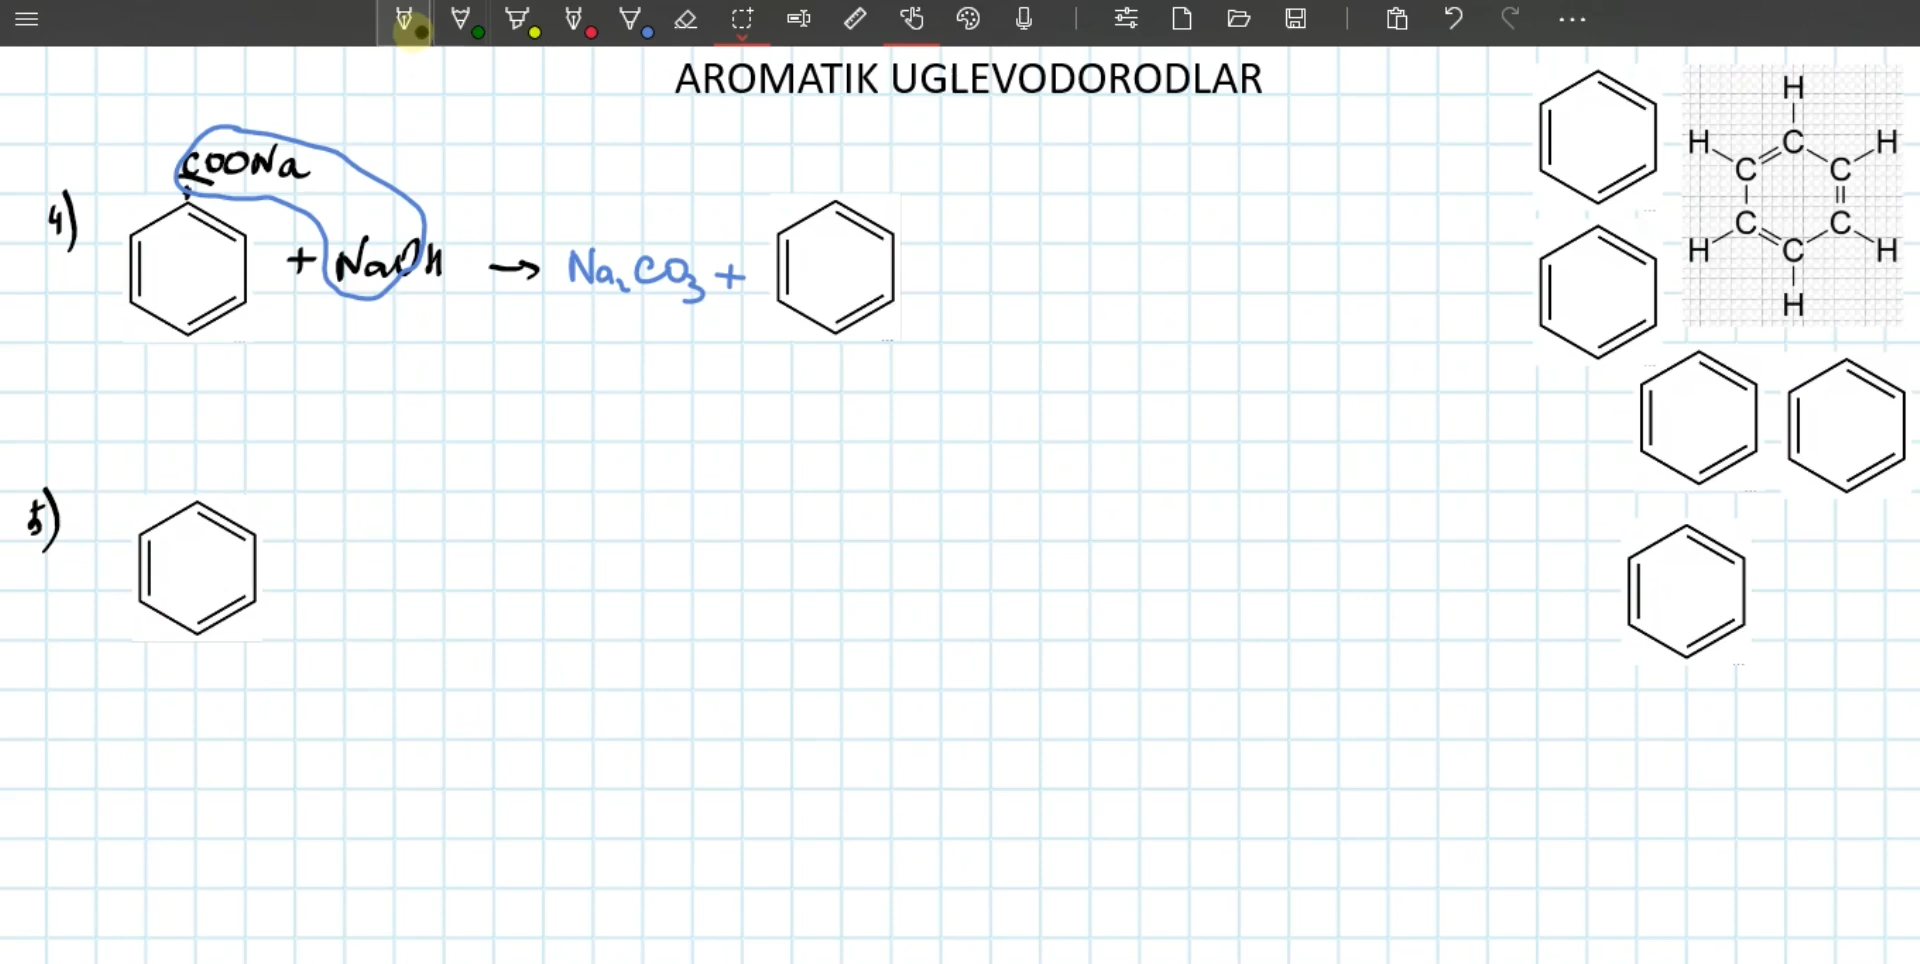 AROMATIK UGLEVODORODLAR
COONa
4)
+ NaOH → Na₂CO₃ +
5)
H
H C H
C C
C C
H C H
H